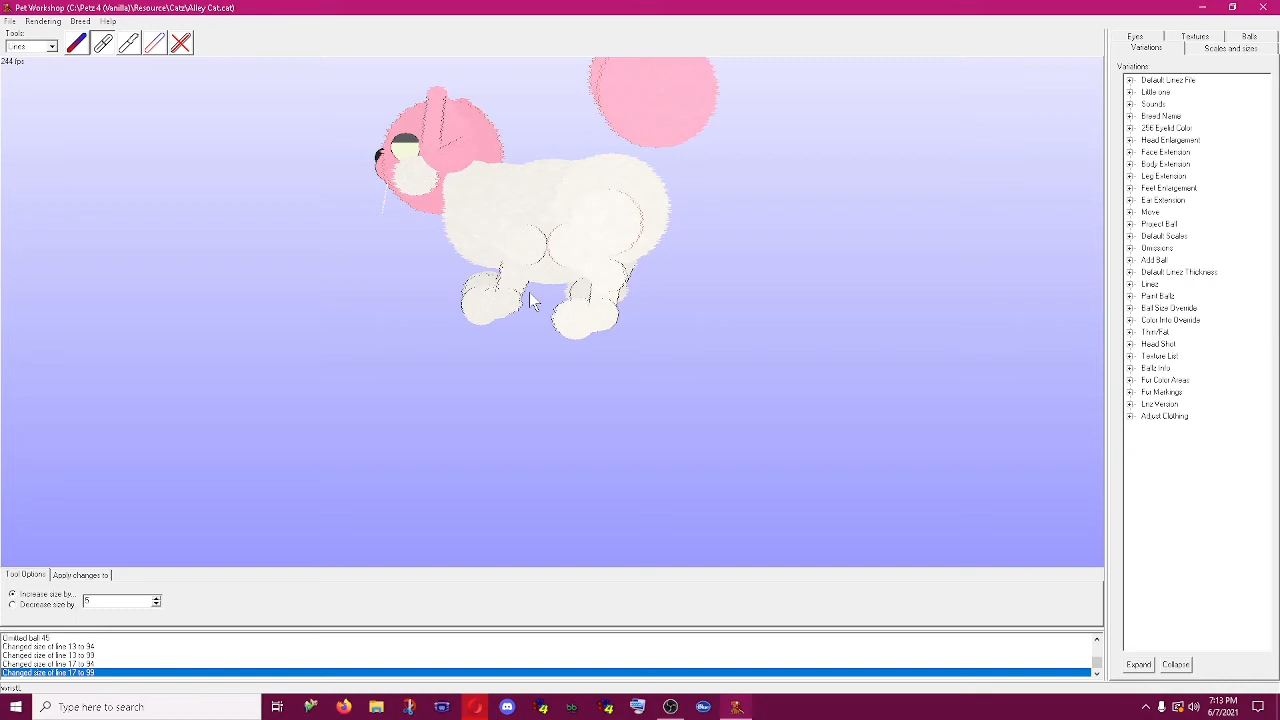 Pet Workshop (C:\Petz 4 (Vanilla)\Resource\Catz\Alley Cat.cat)
File Rendering Breed Help
Tools:
Lines
244 fps
Eyes Textures Balls
Variations Scales and sizes
Variations:
Default Linez File
Little one
Sounds
Breed Name
256 Eyelid Color
Head Enlargement
Face Extension
Body Extension
Leg Extension
Feet Enlargement
Ear Extension
Move
Project Ball
Default Scales
Omissions
Add Ball
Default Linez Thickness
Linez
Paint Ballz
Ball Size Override
Color Info Override
Thin/Fat
Head Shot
Texture List
Ballz Info
Fur Color Areas
Fur Markings
Lnz Version
Adjust Clothing
Expand Collapse
Tool Options Apply changes to
Increase size by...
Decrease size by
5
Omitted ball 45
Changed size of line 13 to 94
Changed size of line 13 to 99
Changed size of line 17 to 94
Changed size of line 17 to 99
Type here to search
7:13 PM
6/7/2021